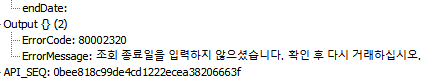 endDate:
Output {} (2)
ErrorCode: 80002320
ErrorMessage: 조회 종료일을 입력하지 않으셨습니다. 확인 후 다시 거래하십시오.
API_SEQ: 0bee818c99de4cd1222ecea38206663f